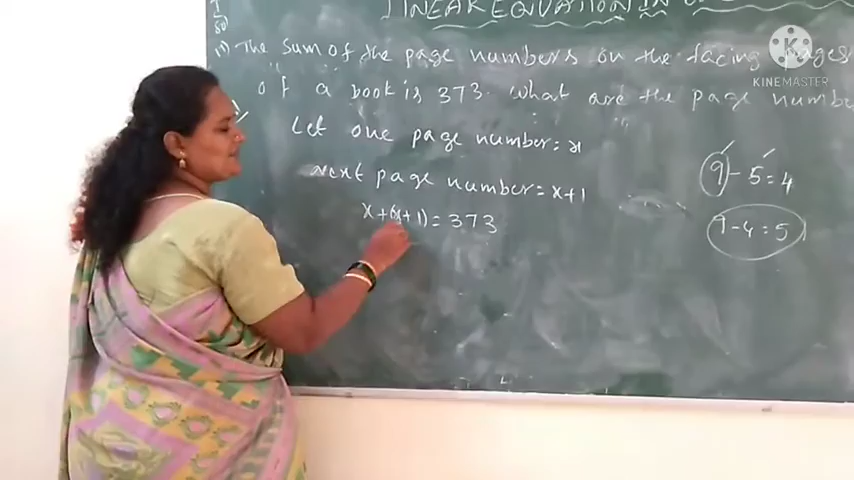 LINEAR EQUATION IN
The sum of the page numbers on the facing pages
of a book is 373. What are the page numbe
Let one page number = x
Next page number = x+1
x+(x+1) = 373
9-5=4
9-4=5
KINEMASTER